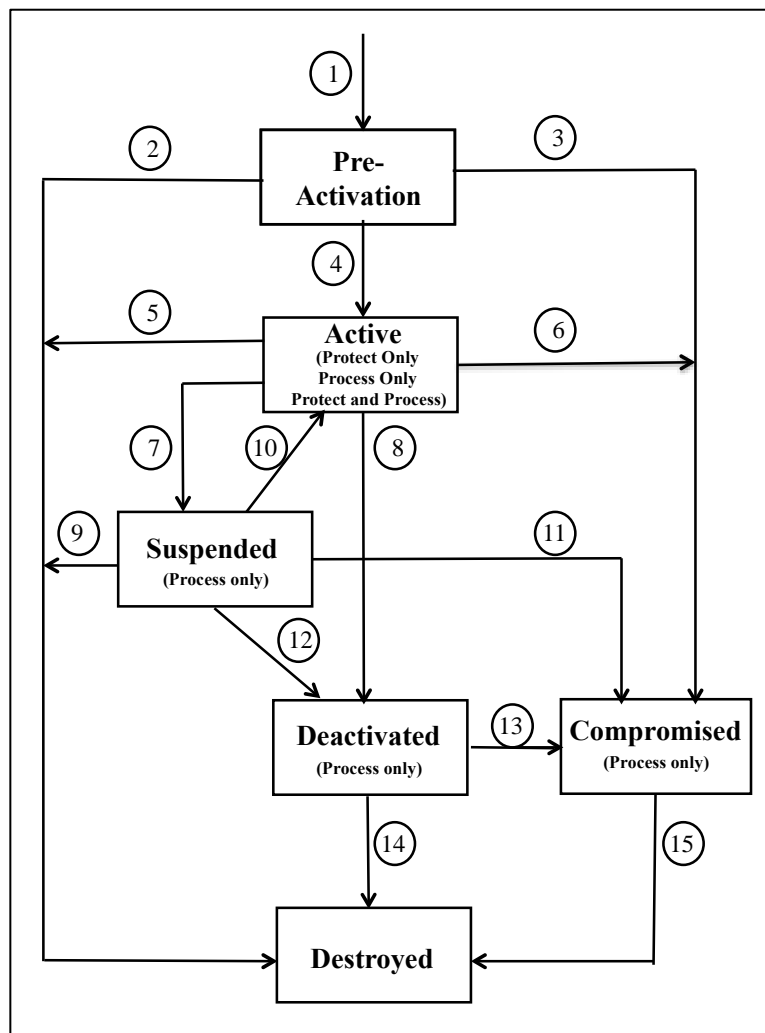 1
2
3
Pre-
Activation
4
5
6
Active
(Protect Only
Process Only
Protect and Process)
7
10
8
9
Suspended
(Process only)
11
12
Deactivated
(Process only)
13
Compromised
(Process only)
14
15
Destroyed